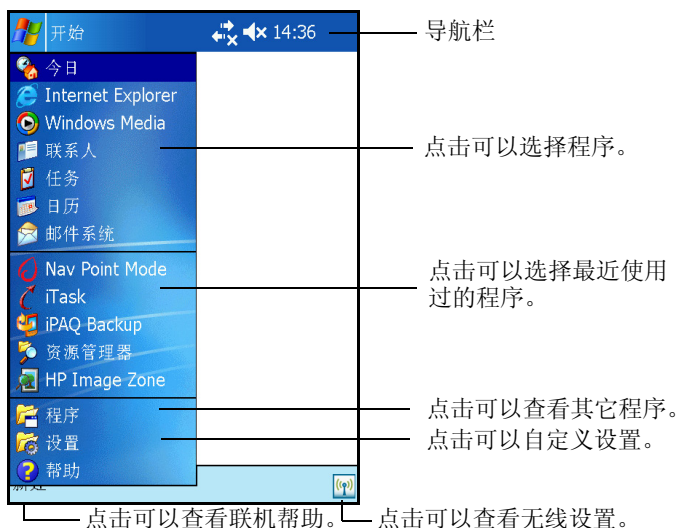 开始 14:36 导航栏
今日
Internet Explorer
Windows Media
联系人 点击可以选择程序。
任务
日历
邮件系统
Nav Point Mode 点击可以选择最近使用
iTask 过的程序。
iPAQ Backup
资源管理器
HP Image Zone
程序 点击可以查看其它程序。
设置 点击可以自定义设置。
帮助
点击可以查看联机帮助。 点击可以查看无线设置。